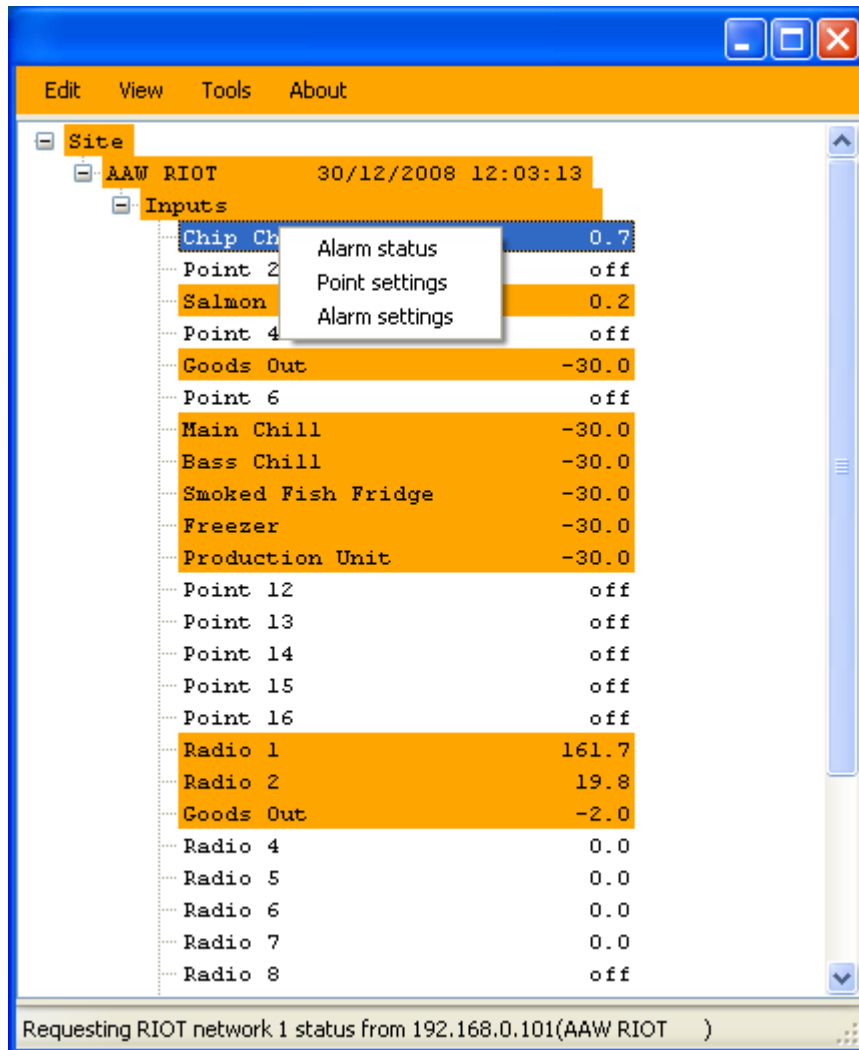 Edit View Tools About
Site
AAW RIOT 30/12/2008 12:03:13
Inputs
Chip Ch 0.7
Alarm status
Point 2 off
Point settings
Salmon 0.2
Alarm settings
Point 4 off
Goods Out -30.0
Point 6 off
Main Chill -30.0
Bass Chill -30.0
Smoked Fish Fridge -30.0
Freezer -30.0
Production Unit -30.0
Point 12 off
Point 13 off
Point 14 off
Point 15 off
Point 16 off
Radio 1 161.7
Radio 2 19.8
Goods Out -2.0
Radio 4 0.0
Radio 5 0.0
Radio 6 0.0
Radio 7 0.0
Radio 8 off
Requesting RIOT network 1 status from 192.168.0.101(AAW RIOT )